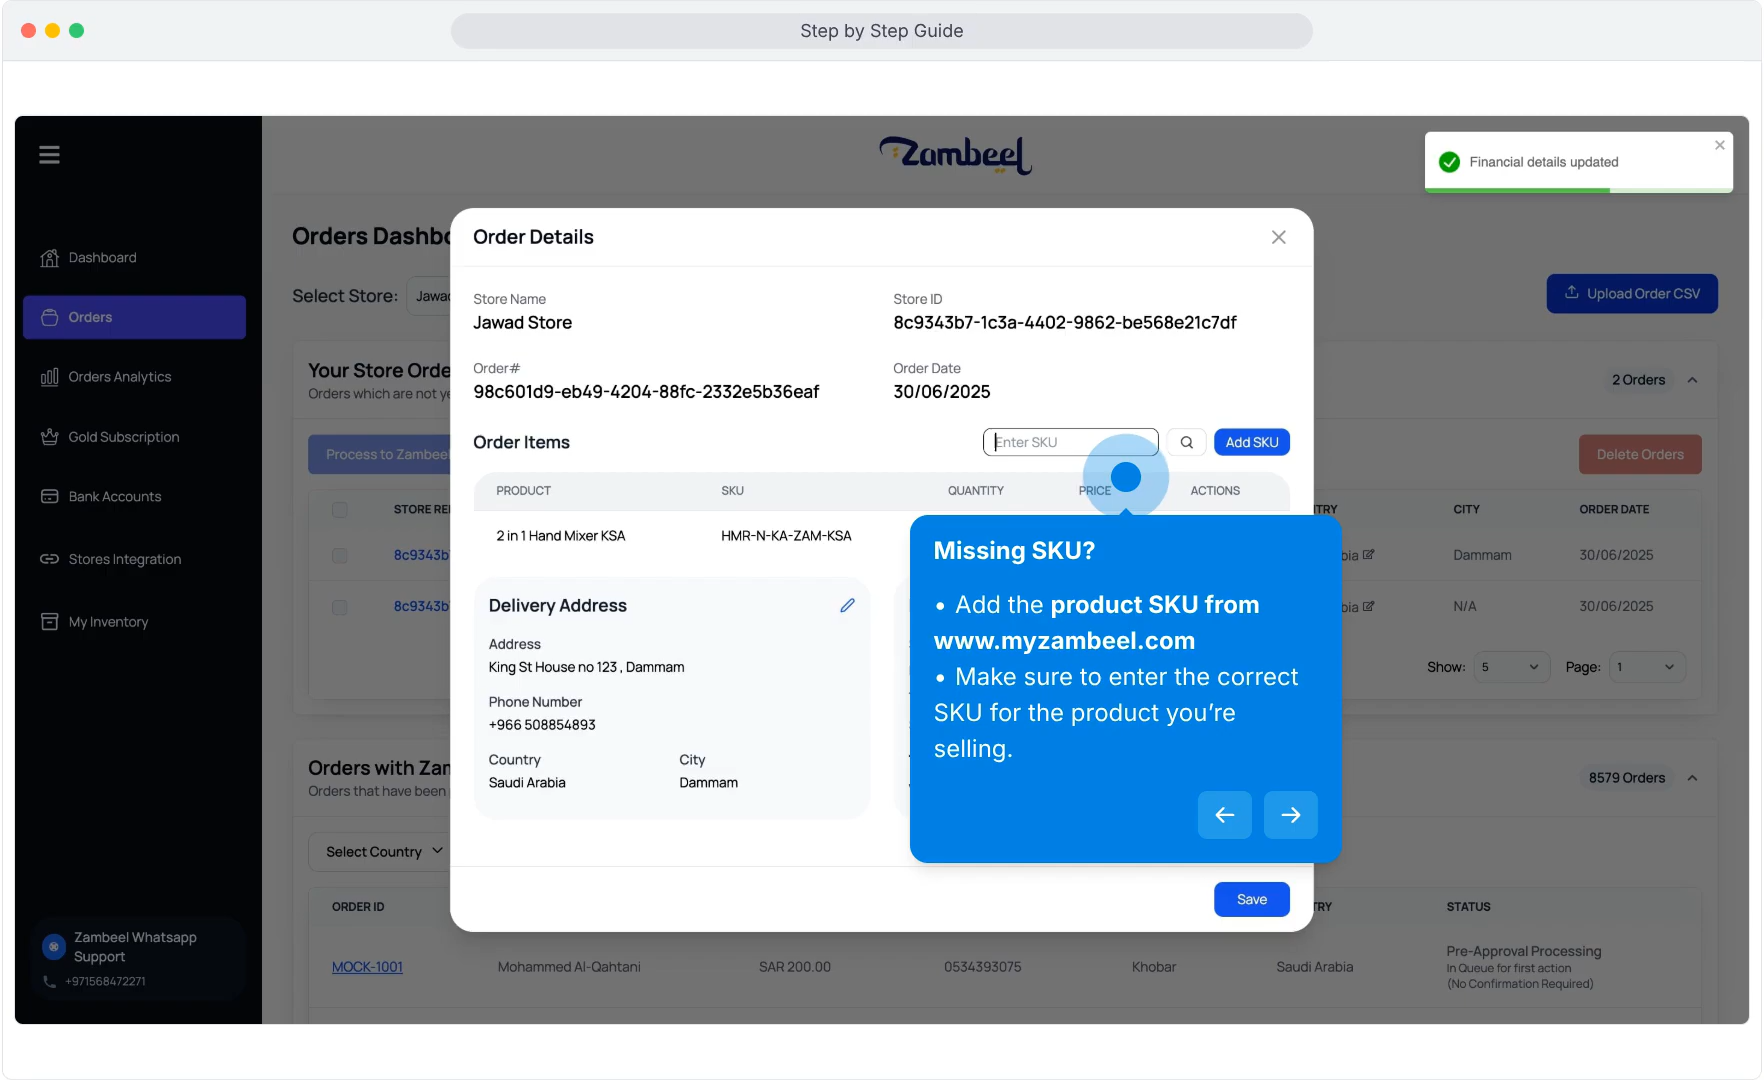 Step by Step Guide
Zambeel
Financial details updated
Dashboard
Orders
Orders Analytics
Gold Subscription
Bank Accounts
Stores Integration
My Inventory
Zambeel Whatsapp
Support
+971568472271
Orders Dashbo
Select Store: Jawa
Upload Order CSV
Your Store Orde
Orders which are not ye
2 Orders
Process to Zambeel
Delete Orders
STORE RE
TRY CITY ORDER DATE
8c9343b bia Dammam 30/06/2025
8c9343b bia N/A 30/06/2025
Show: 5 Page: 1
Orders with Zam
Orders that have been
8579 Orders
Select Country
ORDER ID TRY STATUS
MOCK-1001 Mohammed Al-Qahtani SAR 200.00 0534393075 Khobar Saudi Arabia
Pre-Approval Processing
In Queue for first action
(No Confirmation Required)
Order Details
Store Name Store ID
Jawad Store 8c9343b7-1c3a-4402-9862-be568e21c7df
Order# Order Date
98c601d9-eb49-4204-88fc-2332e5b36eaf 30/06/2025
Order Items Enter SKU Add SKU
PRODUCT SKU QUANTITY PRICE ACTIONS
2 in 1 Hand Mixer KSA HMR-N-KA-ZAM-KSA
Delivery Address
Address
King St House no 123 , Dammam
Phone Number
+966 508854893
Country City
Saudi Arabia Dammam
Save
Missing SKU?
• Add the product SKU from
www.myzambeel.com
• Make sure to enter the correct
SKU for the product you’re
selling.